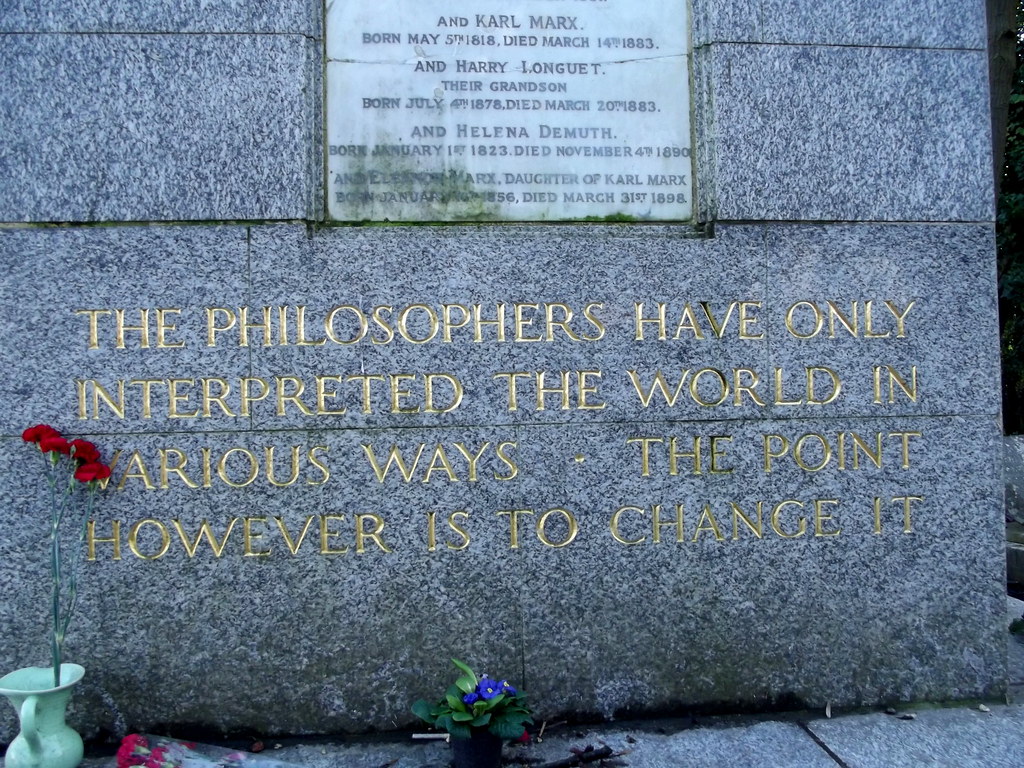 AND KARL MARX.
BORN MAY 5TH 1818, DIED MARCH 14TH 1883.
AND HARRY LONGUET.
THEIR GRANDSON
BORN JULY 4TH 1878, DIED MARCH 20TH 1883.
AND HELENA DEMUTH.
BORN JANUARY 1ST 1823. DIED NOVEMBER 4TH 1890
AND ELEANOR MARX, DAUGHTER OF KARL MARX
BORN JANUARY 1856, DIED MARCH 31ST 1898.
THE PHILOSOPHERS HAVE ONLY
INTERPRETED THE WORLD IN
VARIOUS WAYS · THE POINT
HOWEVER IS TO CHANGE IT